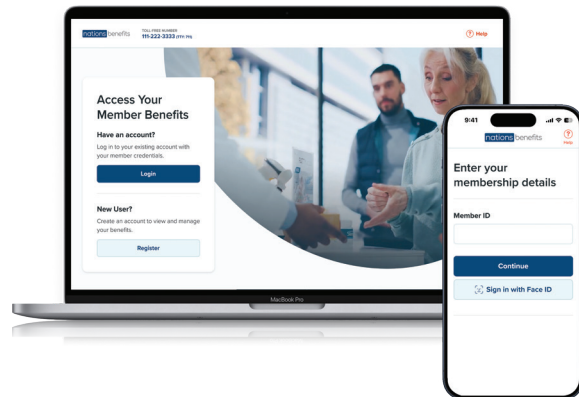 nations benefits
TOLL-FREE NUMBER
111-222-3333 (TTY: 711)
Help
Access Your
Member Benefits
Have an account?
Log in to your existing account with
your member credentials.
Login
New User?
Create an account to view and manage
your benefits.
Register
MacBook Pro
9:41
nations benefits
Help
Enter your
membership details
Member ID
Continue
Sign in with Face ID